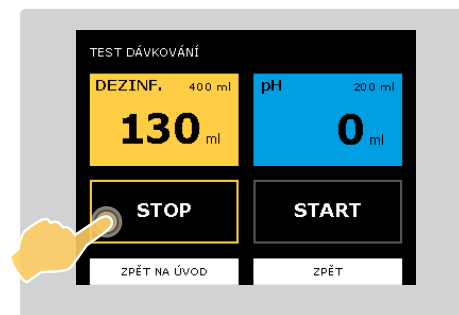 TEST DÁVKOVÁNÍ
DEZINF. 400 ml
130 ml
pH 200 ml
0 ml
STOP
START
ZPĚT NA ÚVOD
ZPĚT